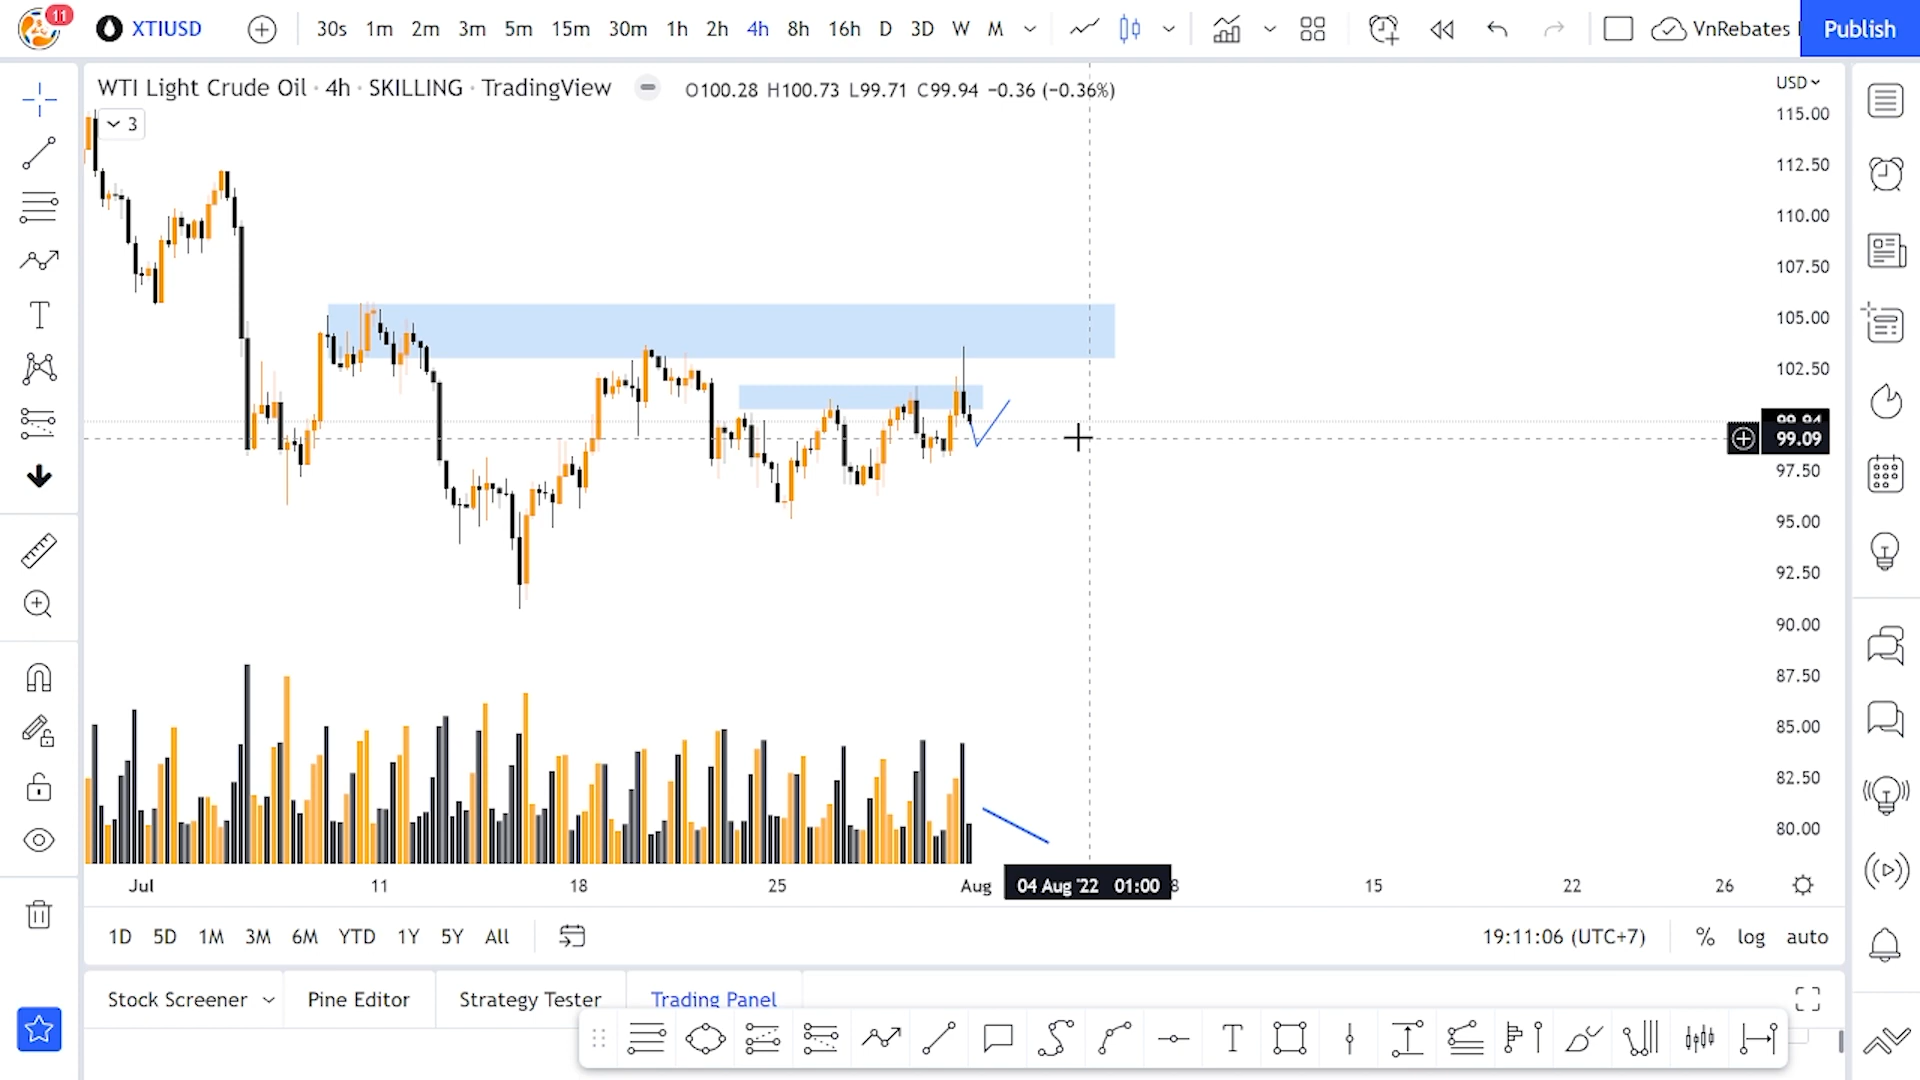 11
XTIUSD
30s 1m 2m 3m 5m 15m 30m 1h 2h 4h 8h 16h D 3D W M
VnRebates
Publish
WTI Light Crude Oil · 4h · SKILLING · TradingView
O100.28 H100.73 L99.71 C99.94 −0.36 (−0.36%)
3
USD
115.00
112.50
110.00
107.50
105.00
102.50
99.94
99.09
97.50
95.00
92.50
90.00
87.50
85.00
82.50
80.00
Jul 11 18 25 Aug 04 Aug '22 01:00 8 15 22 26
1D 5D 1M 3M 6M YTD 1Y 5Y All
19:11:06 (UTC+7) % log auto
Stock Screener Pine Editor Strategy Tester Trading Panel